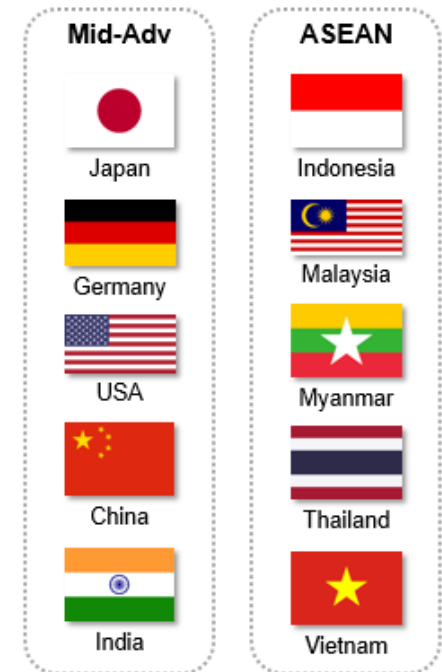 Mid-Adv
Japan
Germany
USA
China
India
ASEAN
Indonesia
Malaysia
Myanmar
Thailand
Vietnam